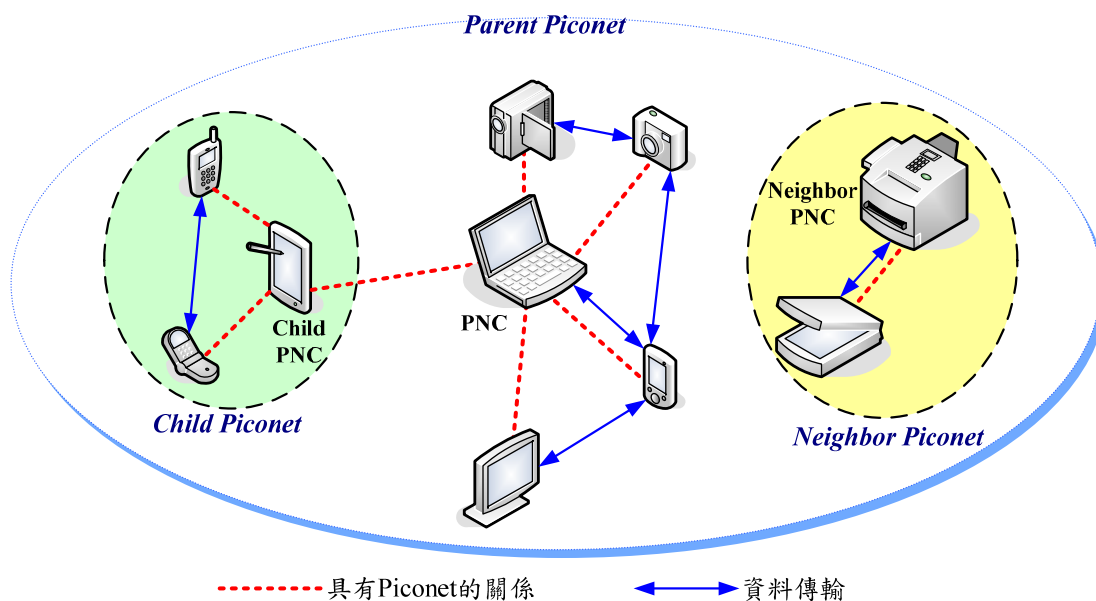 Parent Piconet
Neighbor
PNC
PNC
Child
PNC
Child Piconet
Neighbor Piconet
具有Piconet的關係
資料傳輸